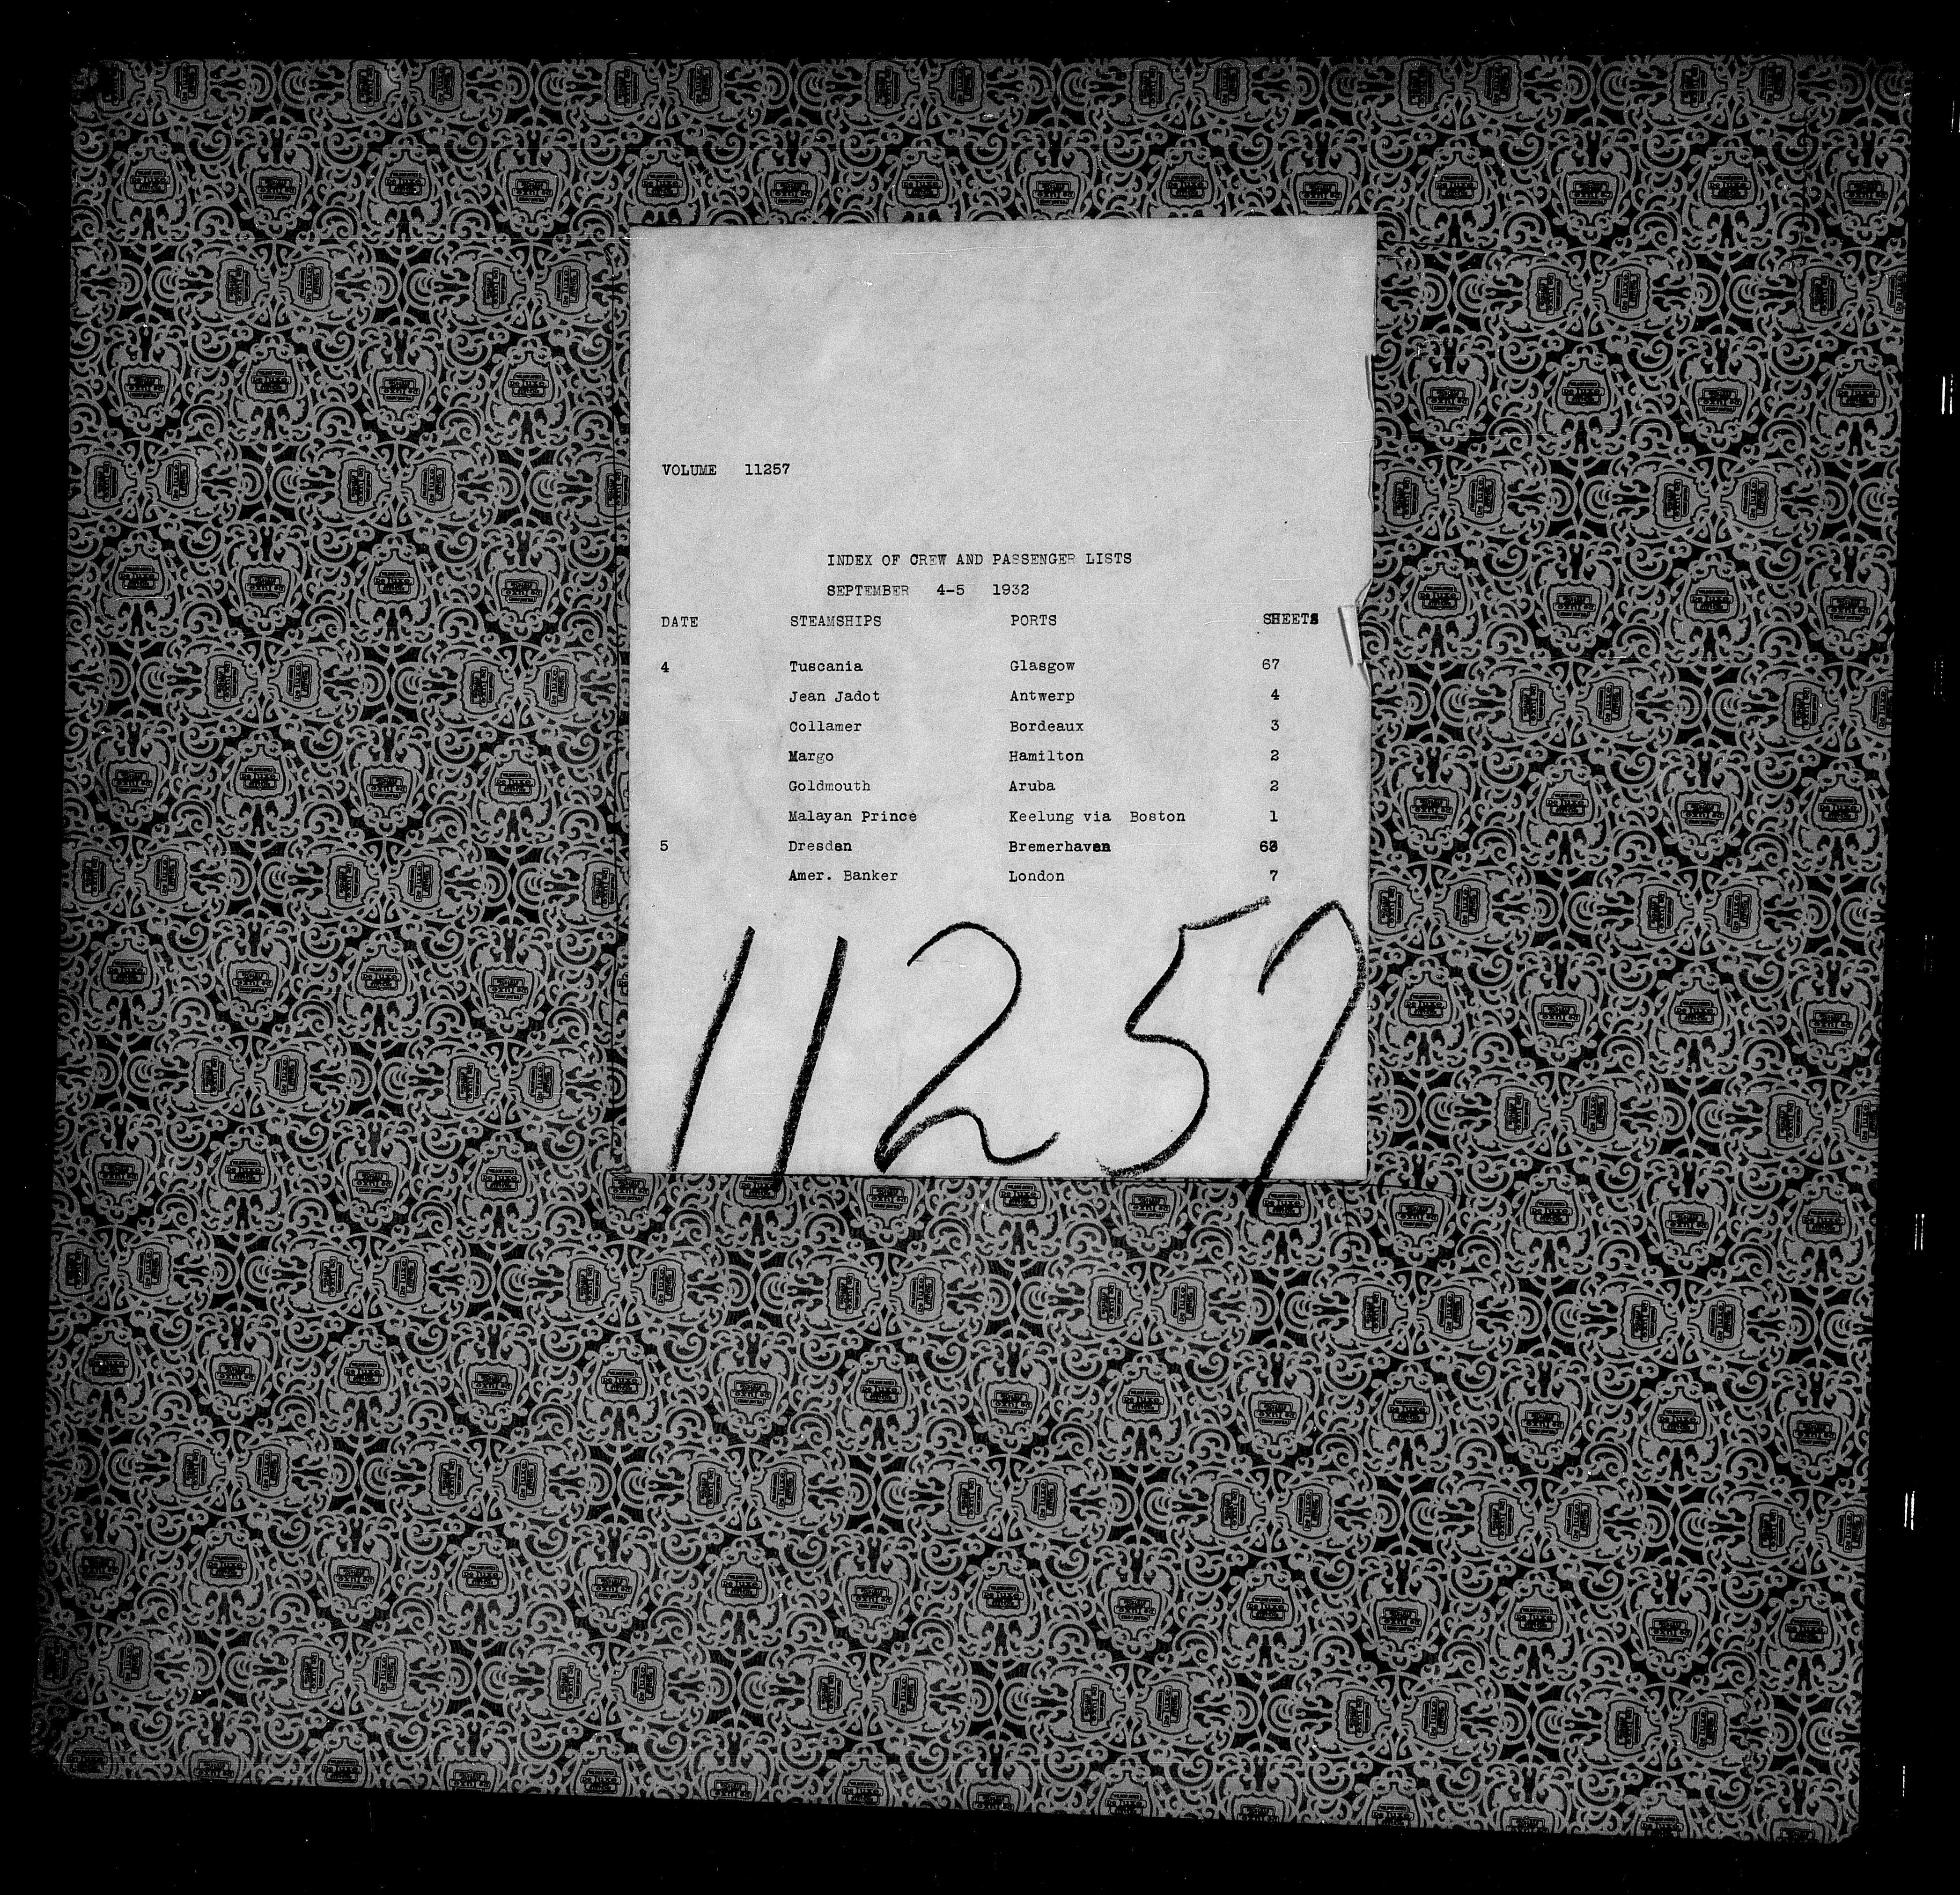 VOLUME 11257
INDEX OF CREW AND PASSENGER LISTS
SEPTEMBER 4-5 1932
DATE STEAMSHIPS PORTS SHEETS
4 Tuscania Glasgow 67
Jean Jadot Antwerp 4
Collamer Bordeaux 3
Margo Hamilton 2
Goldmouth Aruba 2
Malayan Prince Keelung via Boston 1
5 Dresden Bremerhaven
Amer. Banker London 7
11257